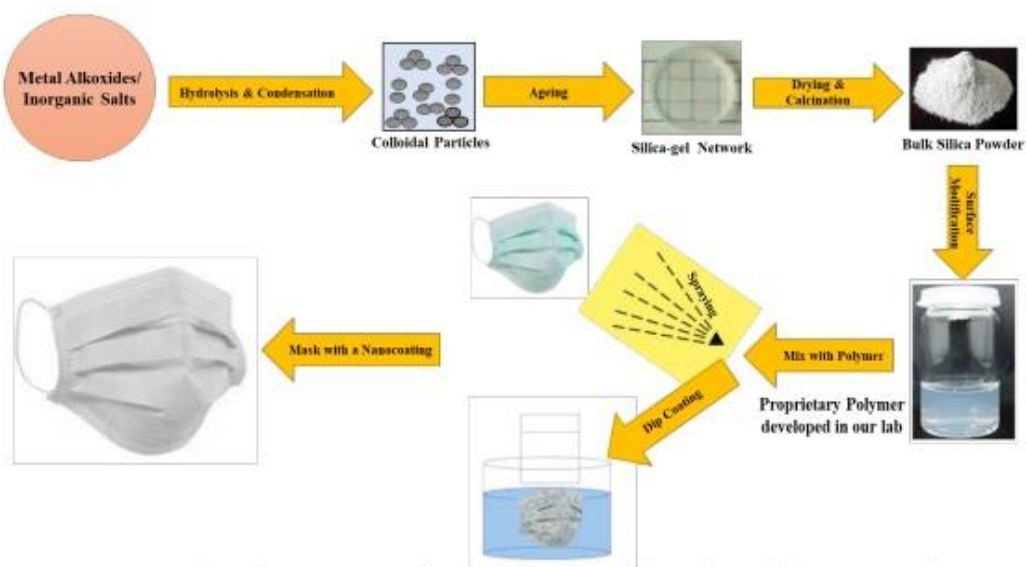 Metal Alkoxides/
Inorganic Salts
Hydrolysis & Condensation
Colloidal Particles
Ageing
Silica-gel Network
Drying &
Calcination
Bulk Silica Powder
Surface
Modification
Mix with Polymer
Proprietary Polymer
developed in our lab
Spraying
Dip Coating
Mask with a Nanocoating